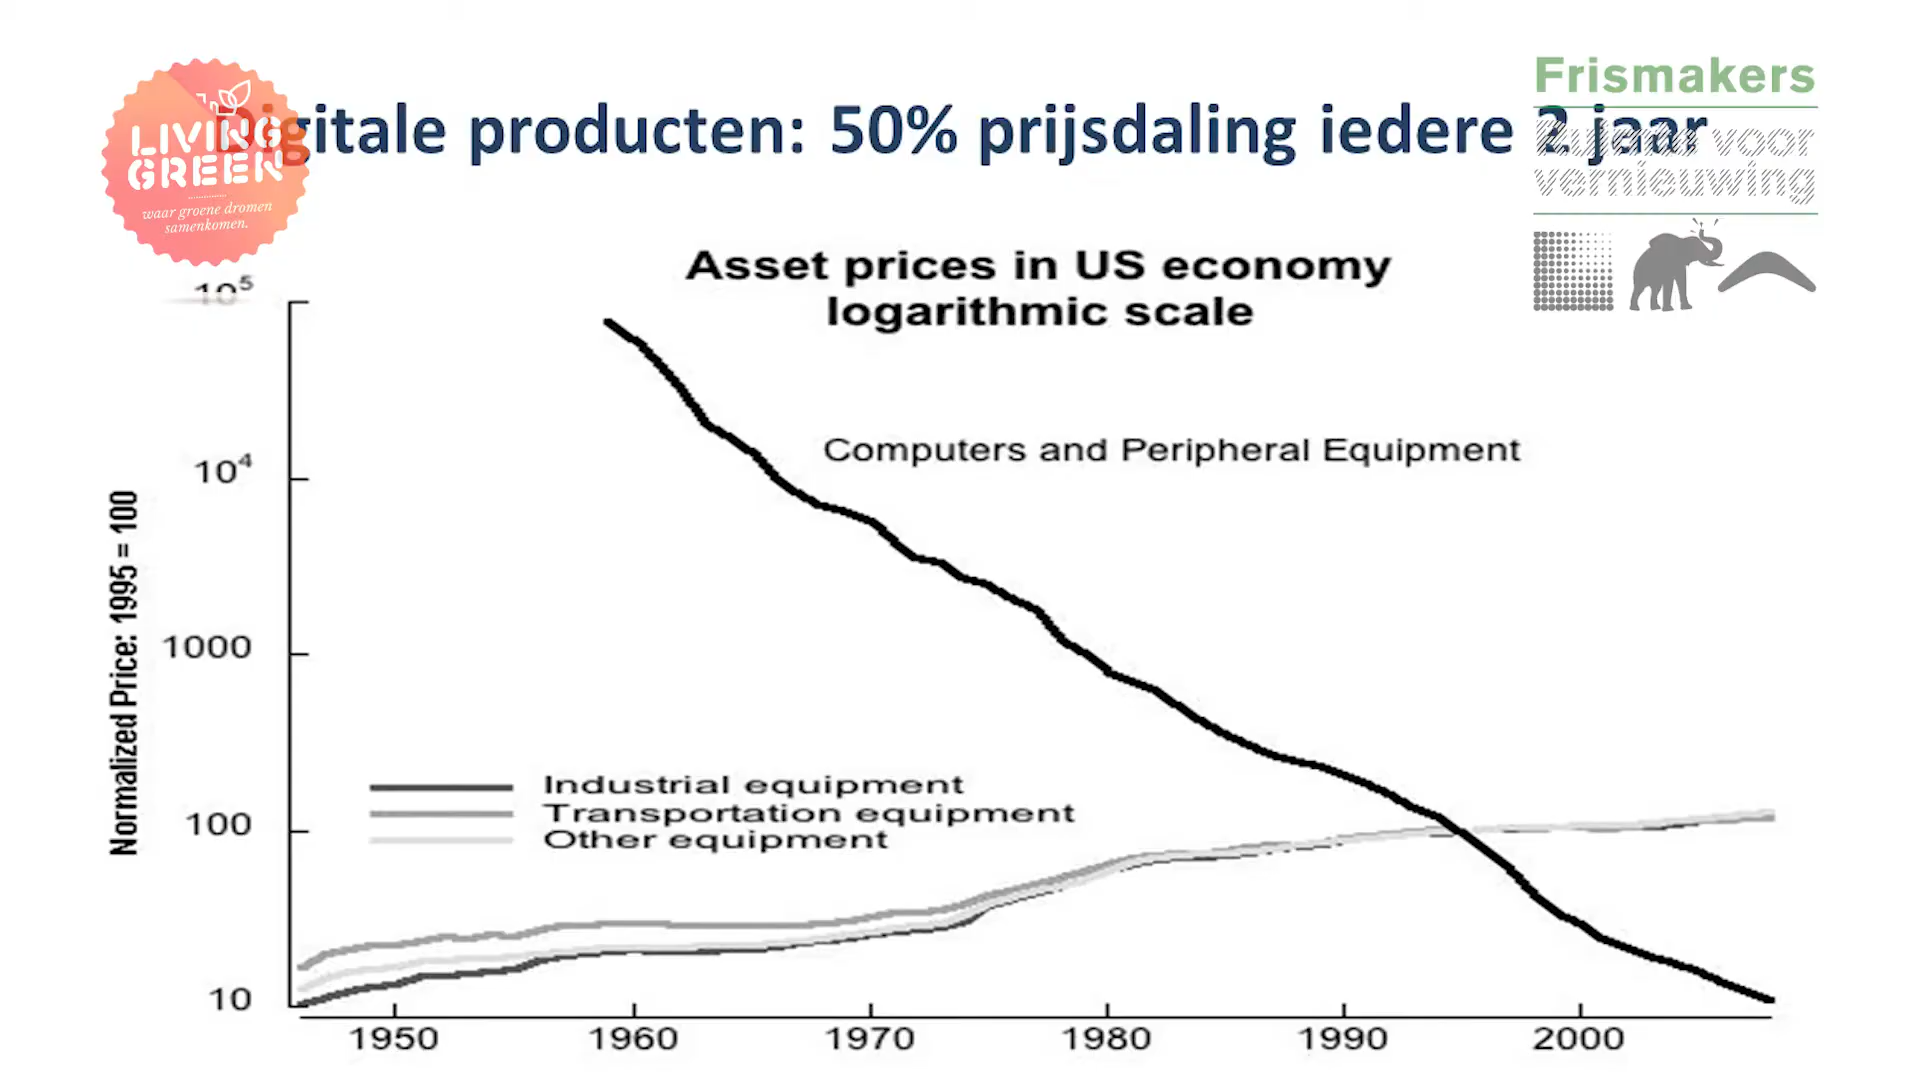 Digitale producten: 50% prijsdaling iedere 2 jaar
LIVING
GREEN
waar groene dromen
samenkomen.
Frismakers
voor
vernieuwing
Asset prices in US economy
logarithmic scale
Computers and Peripheral Equipment
Normalized Price: 1995 = 100
10⁵
10⁴
1000
100
10
Industrial equipment
Transportation equipment
Other equipment
1950 1960 1970 1980 1990 2000